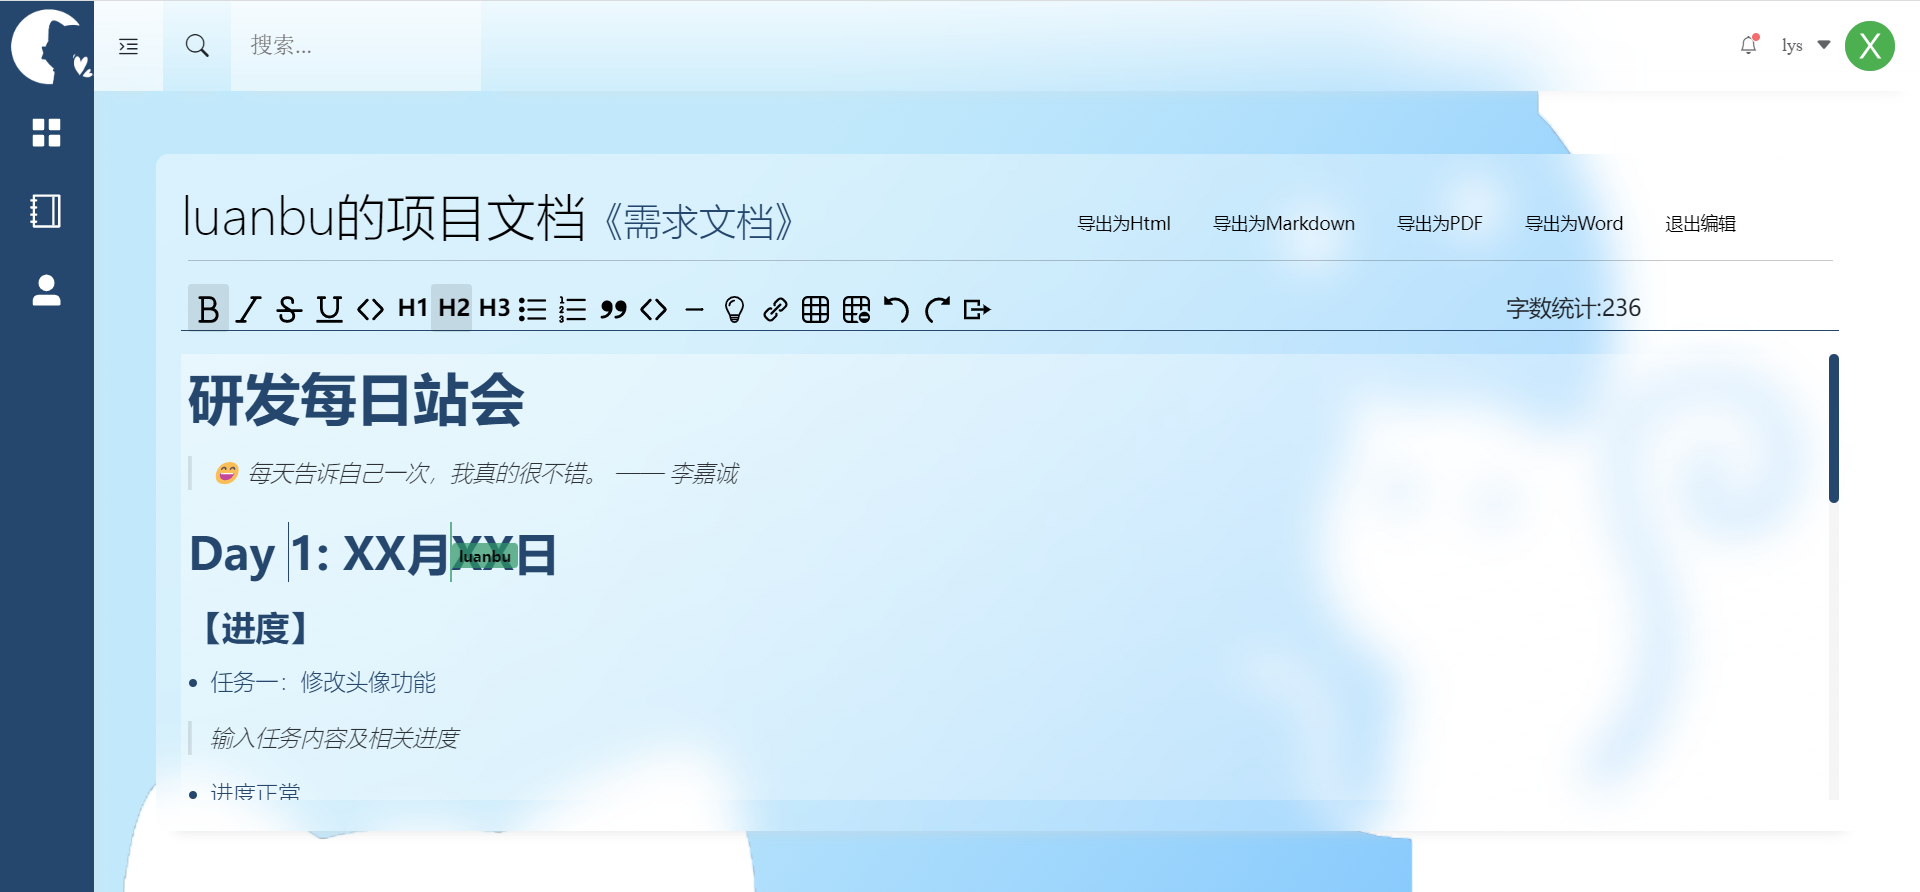 搜索...
lys
X
luanbu的项目文档《需求文档》
导出为Html 导出为Markdown 导出为PDF 导出为Word 退出编辑
H1 H2 H3
字数统计:236
研发每日站会
😄 每天告诉自己一次，我真的很不错。 —— 李嘉诚
Day 1: XX月XX日
luanbu
【进度】
任务一：修改头像功能
输入任务内容及相关进度
进度正常